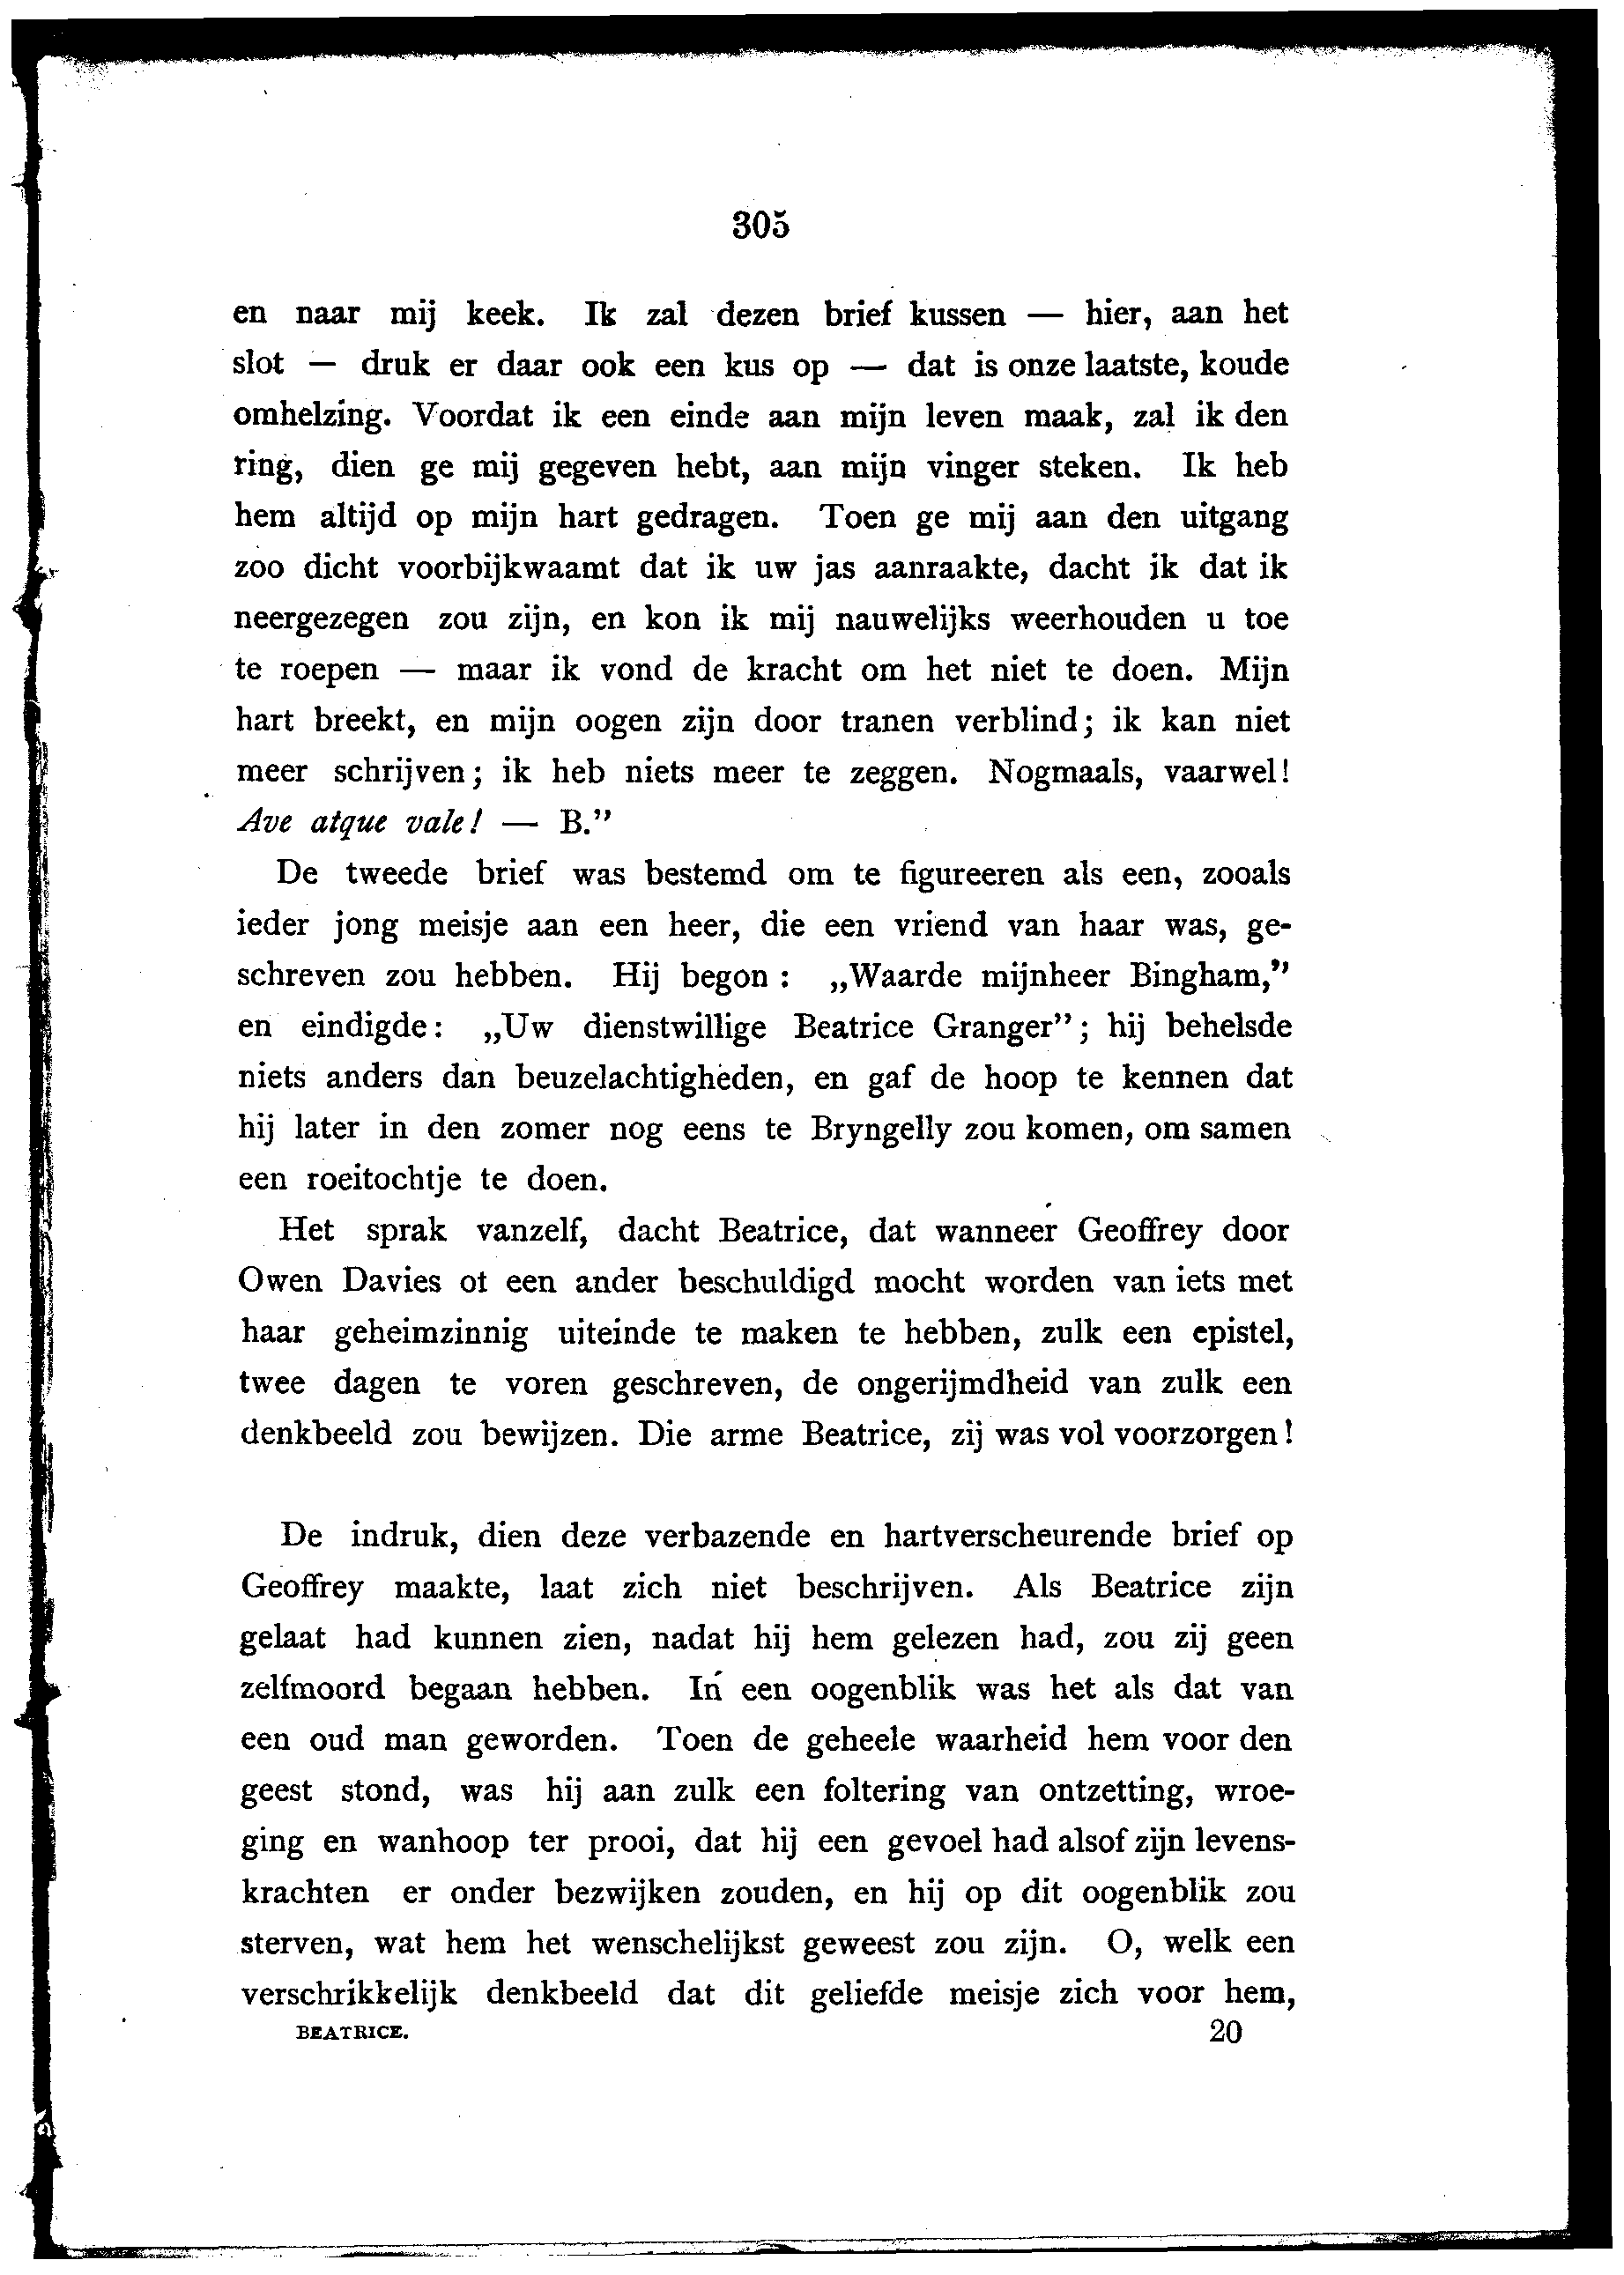 305
en naar mij keek. Ik zal dezen brief kussen — hier, aan het
slot — druk er daar ook een kus op — dat is onze laatste, koude
omhelzing. Voordat ik een einde aan mijn leven maak, zal ik den
ring, dien ge mij gegeven hebt, aan mijn vinger steken. Ik heb
hem altijd op mijn hart gedragen. Toen ge mij aan den uitgang
zoo dicht voorbijkwaamt dat ik uw jas aanraakte, dacht ik dat ik
neergezegen zou zijn, en kon ik mij nauwelijks weerhouden u toe
te roepen — maar ik vond de kracht om het niet te doen. Mijn
hart breekt, en mijn oogen zijn door tranen verblind; ik kan niet
meer schrijven; ik heb niets meer te zeggen. Nogmaals, vaarwel!
Ave atque vale! — B.”
De tweede brief was bestemd om te figureeren als een, zooals
ieder jong meisje aan een heer, die een vriend van haar was, ge-
schreven zou hebben. Hij begon: „Waarde mijnheer Bingham,”
en eindigde: „Uw dienstwillige Beatrice Granger”; hij behelsde
niets anders dan beuzelachtigheden, en gaf de hoop te kennen dat
hij later in den zomer nog eens te Bryngelly zou komen, om samen
een roeitochtje te doen.
Het sprak vanzelf, dacht Beatrice, dat wanneer Geoffrey door
Owen Davies of een ander beschuldigd mocht worden van iets met
haar geheimzinnig uiteinde te maken te hebben, zulk een epistel,
twee dagen te voren geschreven, de ongerijmdheid van zulk een
denkbeeld zou bewijzen. Die arme Beatrice, zij was vol voorzorgen!
De indruk, dien deze verbazende en hartverscheurende brief op
Geoffrey maakte, laat zich niet beschrijven. Als Beatrice zijn
gelaat had kunnen zien, nadat hij hem gelezen had, zou zij geen
zelfmoord begaan hebben. In een oogenblik was het als dat van
een oud man geworden. Toen de geheele waarheid hem voor den
geest stond, was hij aan zulk een foltering van ontzetting, wroe-
ging en wanhoop ter prooi, dat hij een gevoel had alsof zijn levens-
krachten er onder bezwijken zouden, en hij op dit oogenblik zou
sterven, wat hem het wenschelijkst geweest zou zijn. O, welk een
verschrikkelijk denkbeeld dat dit geliefde meisje zich voor hem,
BEATRICE. 20